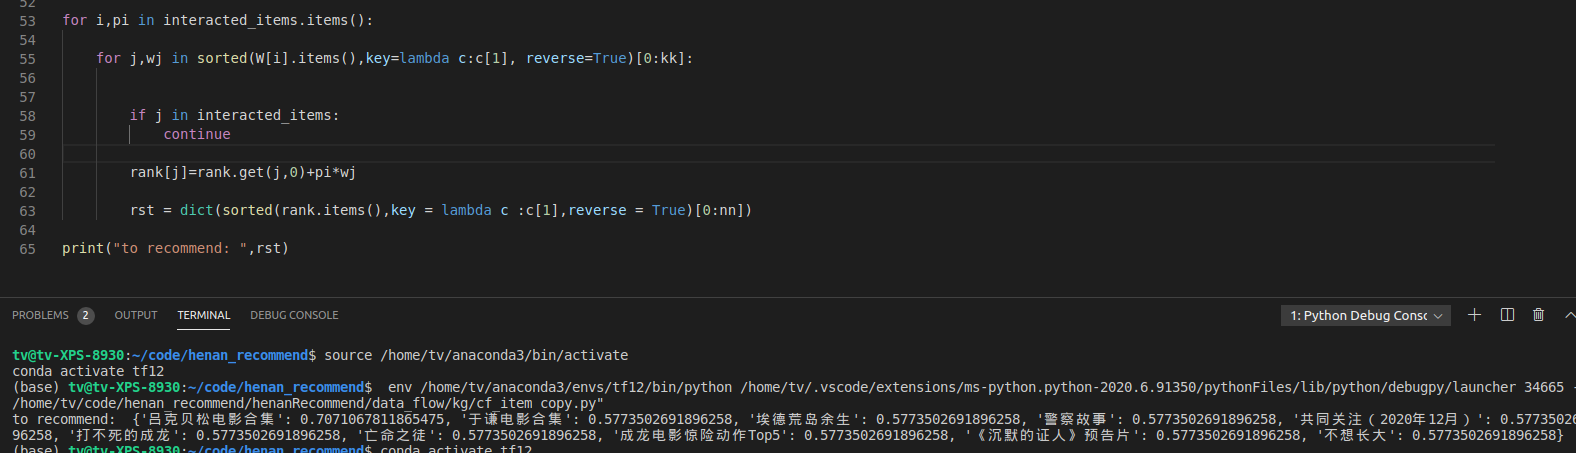 52
53 for i,pi in interacted_items.items():
54
55 for j,wj in sorted(W[i].items(),key=lambda c:c[1], reverse=True)[0:kk]:
56
57
58 if j in interacted_items:
59 continue
60
61 rank[j]=rank.get(j,0)+pi*wj
62
63 rst = dict(sorted(rank.items(),key = lambda c :c[1],reverse = True)[0:nn])
64
65 print("to recommend: ",rst)
PROBLEMS 2 OUTPUT TERMINAL DEBUG CONSOLE 1: Python Debug Consc
tv@tv-XPS-8930:~/code/henan_recommend$ source /home/tv/anaconda3/bin/activate
conda activate tf12
(base) tv@tv-XPS-8930:~/code/henan_recommend$ env /home/tv/anaconda3/envs/tf12/bin/python /home/tv/.vscode/extensions/ms-python.python-2020.6.91350/pythonFiles/lib/python/debugpy/launcher 34665 -
/home/tv/code/henan_recommend/henanRecommend/data_flow/kg/cf_item copy.py"
to recommend: {'吕克贝松电影合集': 0.7071067811865475, '于谦电影合集': 0.5773502691896258, '埃德荒岛余生': 0.5773502691896258, '警察故事': 0.5773502691896258, '共同关注（2020年12月）': 0.57735026918
96258, '打不死的成龙': 0.5773502691896258, '亡命之徒': 0.5773502691896258, '成龙电影惊险动作Top5': 0.5773502691896258, '《沉默的证人》预告片': 0.5773502691896258, '不想长大': 0.5773502691896258}
(base) tv@tv-XPS-8930:~/code/henan_recommend$ conda activate tf12